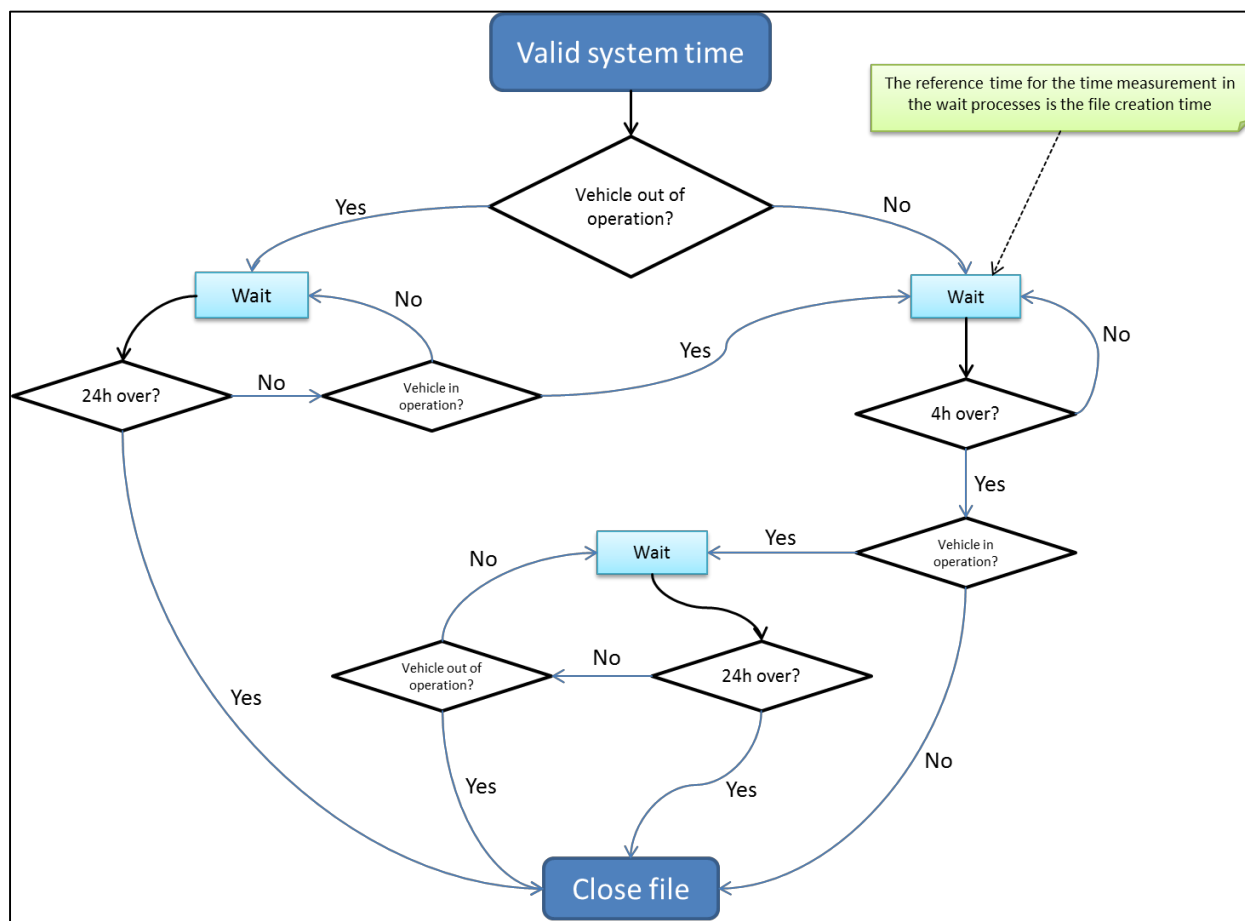 Valid system time
The reference time for the time measurement in
the wait processes is the file creation time
Vehicle out of
operation?
Yes
No
Wait
Wait
No
No
Yes
24h over?
No
Vehicle in
operation?
4h over?
Yes
Yes
Vehicle in
operation?
Wait
No
Vehicle out of
operation?
No
24h over?
Yes
No
Yes
Yes
Close file